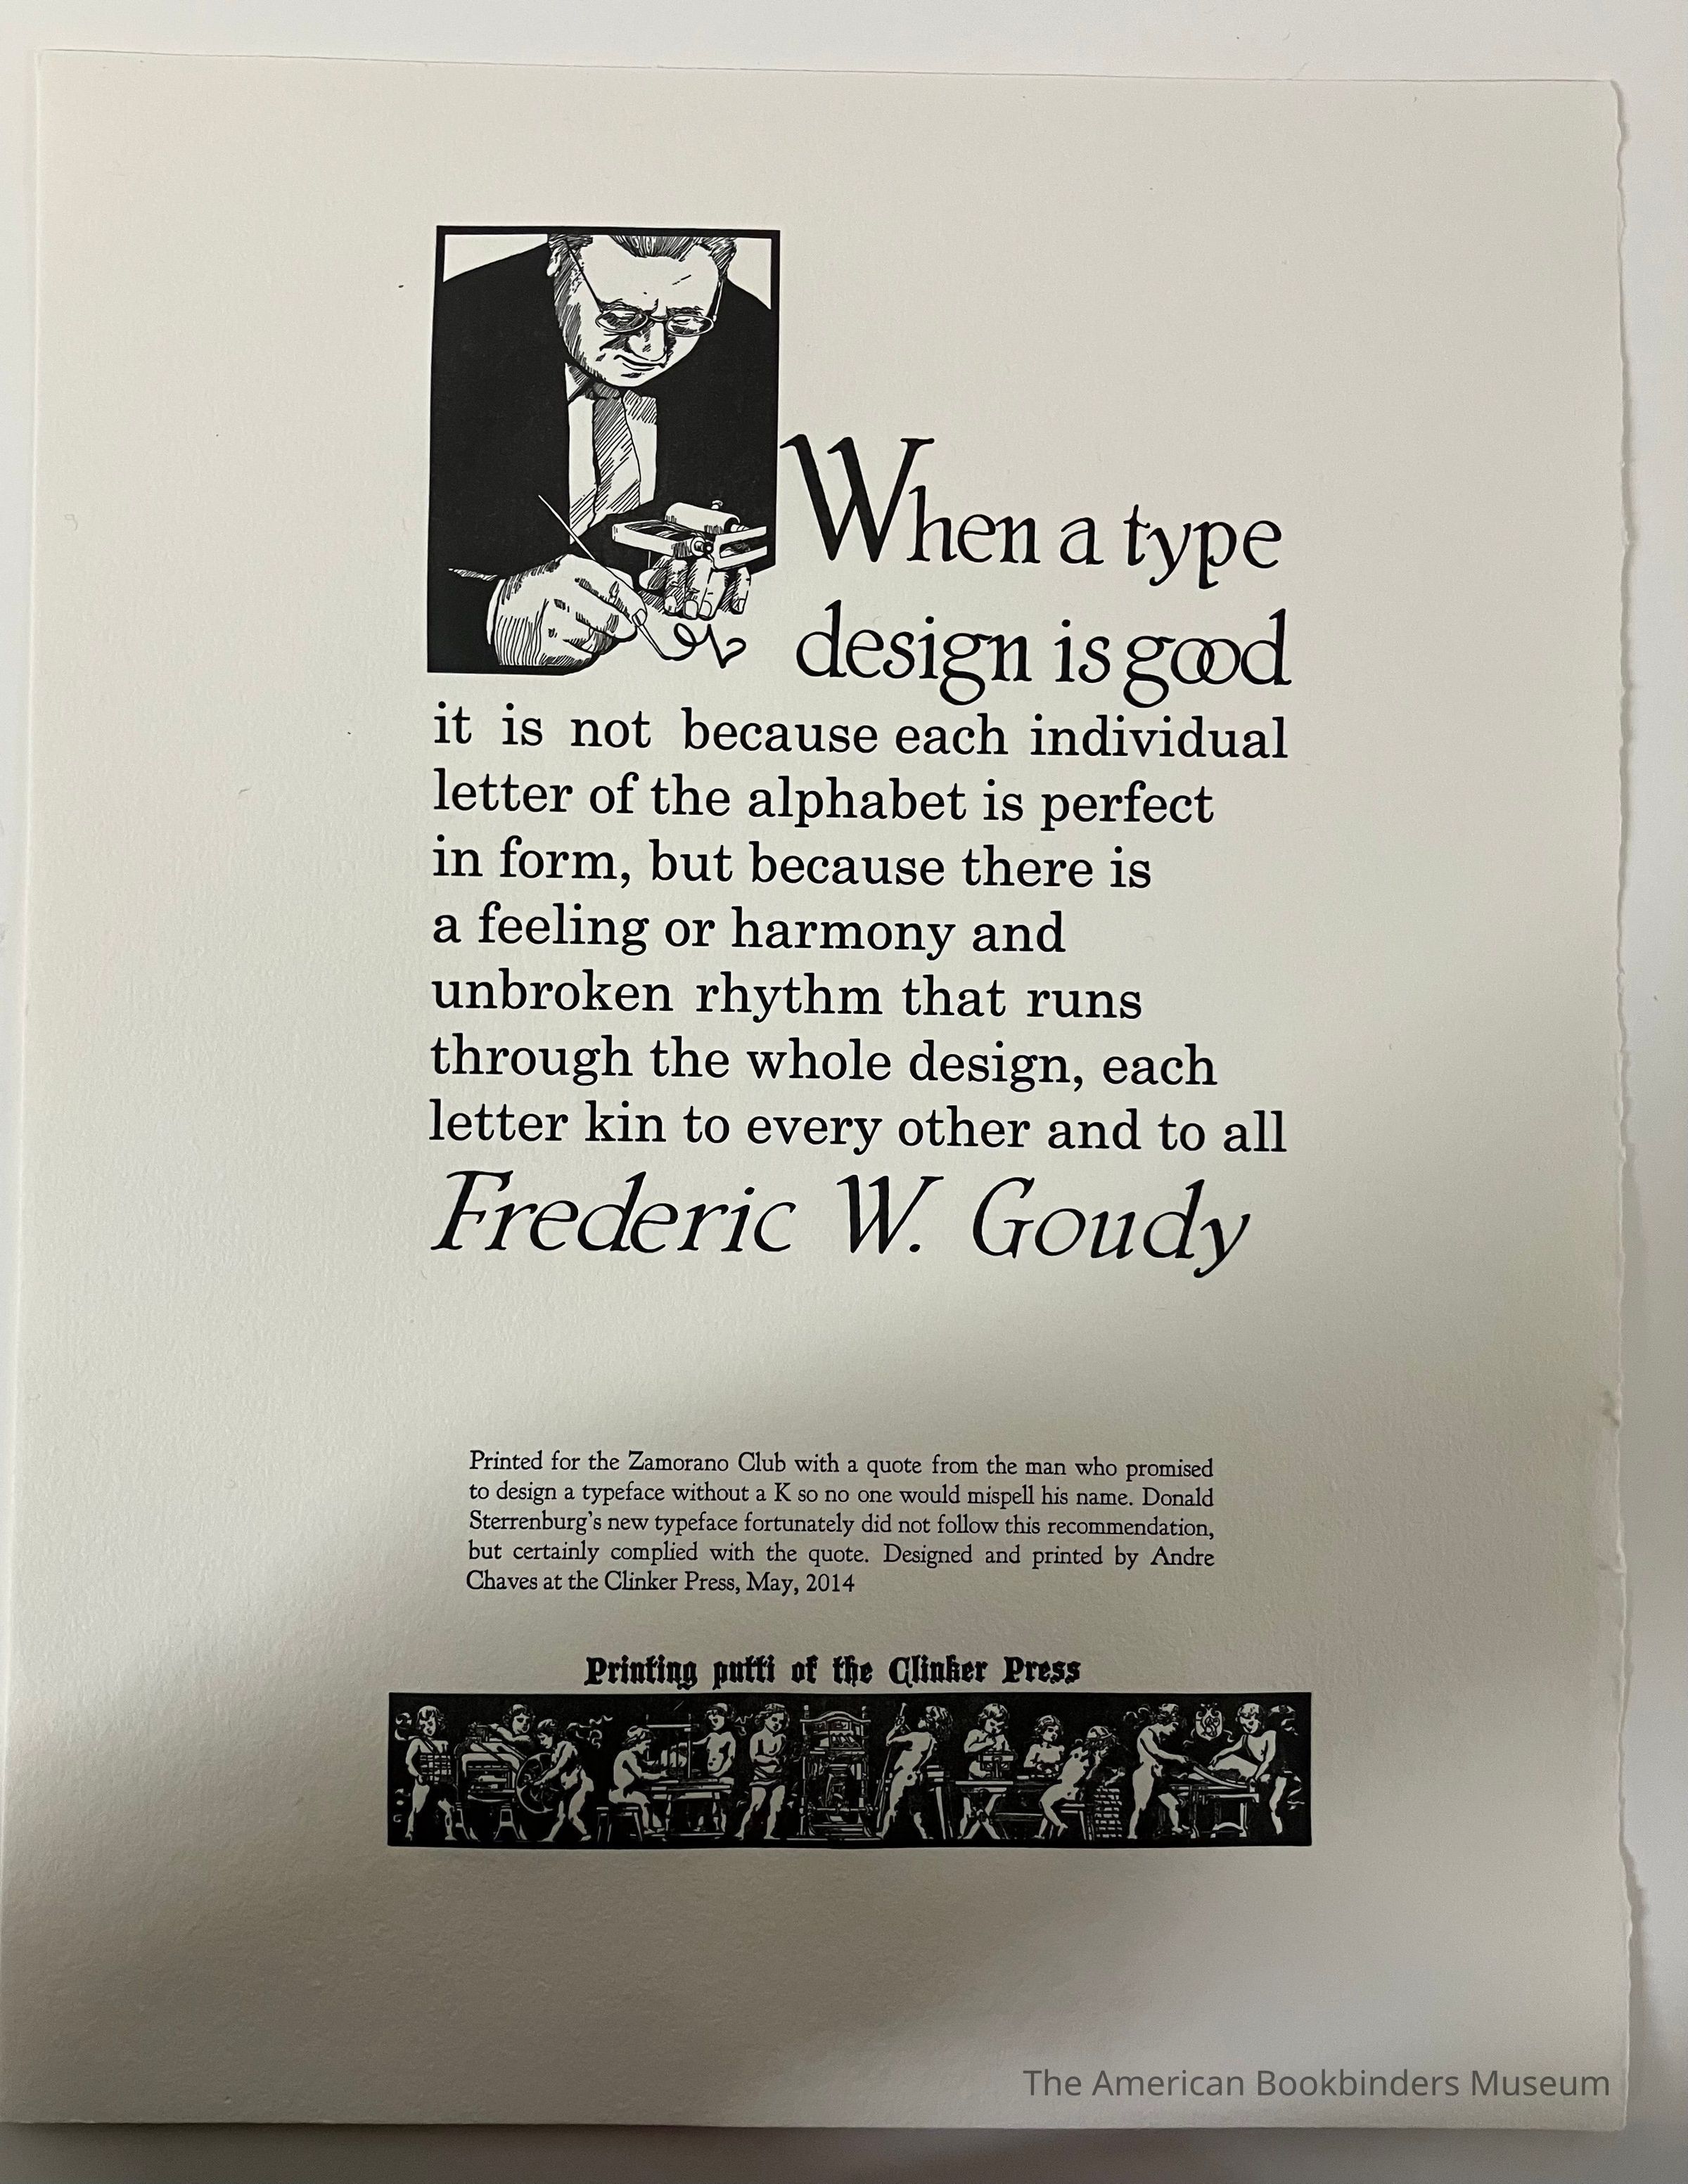 When a type
design is good
it is not because each individual
letter of the alphabet is perfect
in form, but because there is
a feeling or harmony and
unbroken rhythm that runs
through the whole design, each
letter kin to every other and to all
Frederic W. Goudy
Printed for the Zamorano Club with a quote from the man who promised
to design a typeface without a K so no one would mispell his name. Donald
Sterrenburg's new typeface fortunately did not follow this recommendation,
but certainly complied with the quote. Designed and printed by Andre
Chaves at the Clinker Press, May, 2014
Printing putti of the Clinker Press
The American Bookbinders Museum